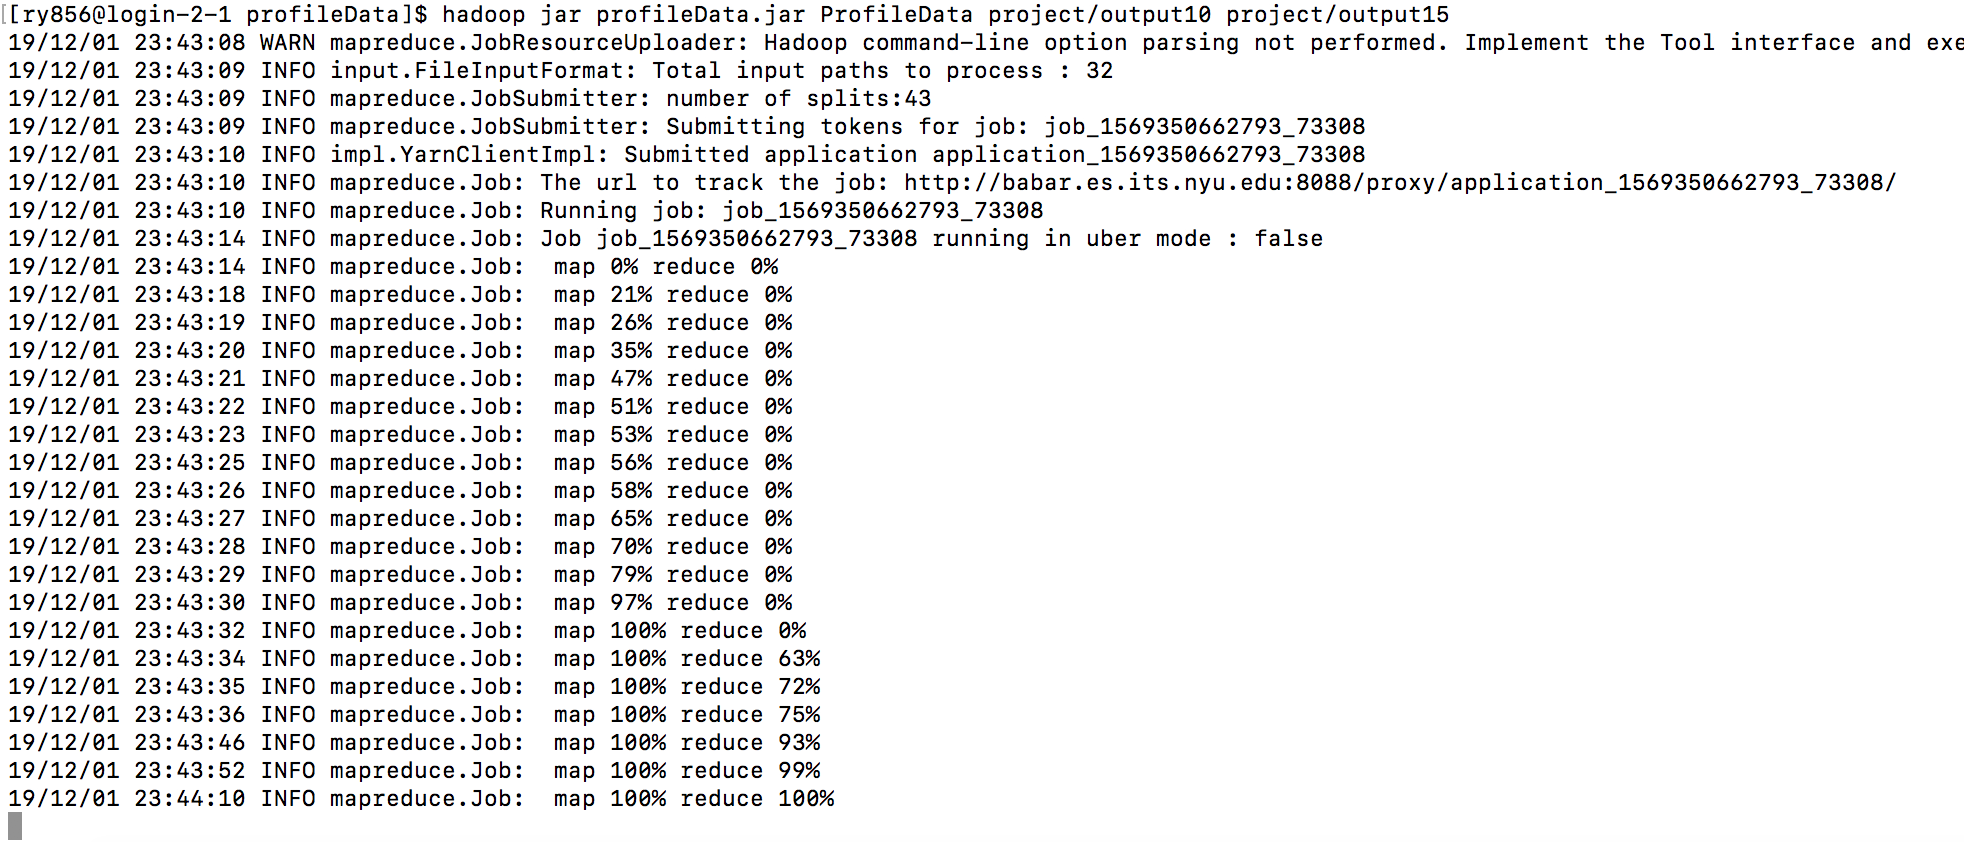 [[ry856@login-2-1 profileData]$ hadoop jar profileData.jar ProfileData project/output10 project/output15
19/12/01 23:43:08 WARN mapreduce.JobResourceUploader: Hadoop command-line option parsing not performed. Implement the Tool interface and exe
19/12/01 23:43:09 INFO input.FileInputFormat: Total input paths to process : 32
19/12/01 23:43:09 INFO mapreduce.JobSubmitter: number of splits:43
19/12/01 23:43:09 INFO mapreduce.JobSubmitter: Submitting tokens for job: job_1569350662793_73308
19/12/01 23:43:10 INFO impl.YarnClientImpl: Submitted application application_1569350662793_73308
19/12/01 23:43:10 INFO mapreduce.Job: The url to track the job: http://babar.es.its.nyu.edu:8088/proxy/application_1569350662793_73308/
19/12/01 23:43:10 INFO mapreduce.Job: Running job: job_1569350662793_73308
19/12/01 23:43:14 INFO mapreduce.Job: Job job_1569350662793_73308 running in uber mode : false
19/12/01 23:43:14 INFO mapreduce.Job:  map 0% reduce 0%
19/12/01 23:43:18 INFO mapreduce.Job:  map 21% reduce 0%
19/12/01 23:43:19 INFO mapreduce.Job:  map 26% reduce 0%
19/12/01 23:43:20 INFO mapreduce.Job:  map 35% reduce 0%
19/12/01 23:43:21 INFO mapreduce.Job:  map 47% reduce 0%
19/12/01 23:43:22 INFO mapreduce.Job:  map 51% reduce 0%
19/12/01 23:43:23 INFO mapreduce.Job:  map 53% reduce 0%
19/12/01 23:43:25 INFO mapreduce.Job:  map 56% reduce 0%
19/12/01 23:43:26 INFO mapreduce.Job:  map 58% reduce 0%
19/12/01 23:43:27 INFO mapreduce.Job:  map 65% reduce 0%
19/12/01 23:43:28 INFO mapreduce.Job:  map 70% reduce 0%
19/12/01 23:43:29 INFO mapreduce.Job:  map 79% reduce 0%
19/12/01 23:43:30 INFO mapreduce.Job:  map 97% reduce 0%
19/12/01 23:43:32 INFO mapreduce.Job:  map 100% reduce 0%
19/12/01 23:43:34 INFO mapreduce.Job:  map 100% reduce 63%
19/12/01 23:43:35 INFO mapreduce.Job:  map 100% reduce 72%
19/12/01 23:43:36 INFO mapreduce.Job:  map 100% reduce 75%
19/12/01 23:43:46 INFO mapreduce.Job:  map 100% reduce 93%
19/12/01 23:43:52 INFO mapreduce.Job:  map 100% reduce 99%
19/12/01 23:44:10 INFO mapreduce.Job:  map 100% reduce 100%